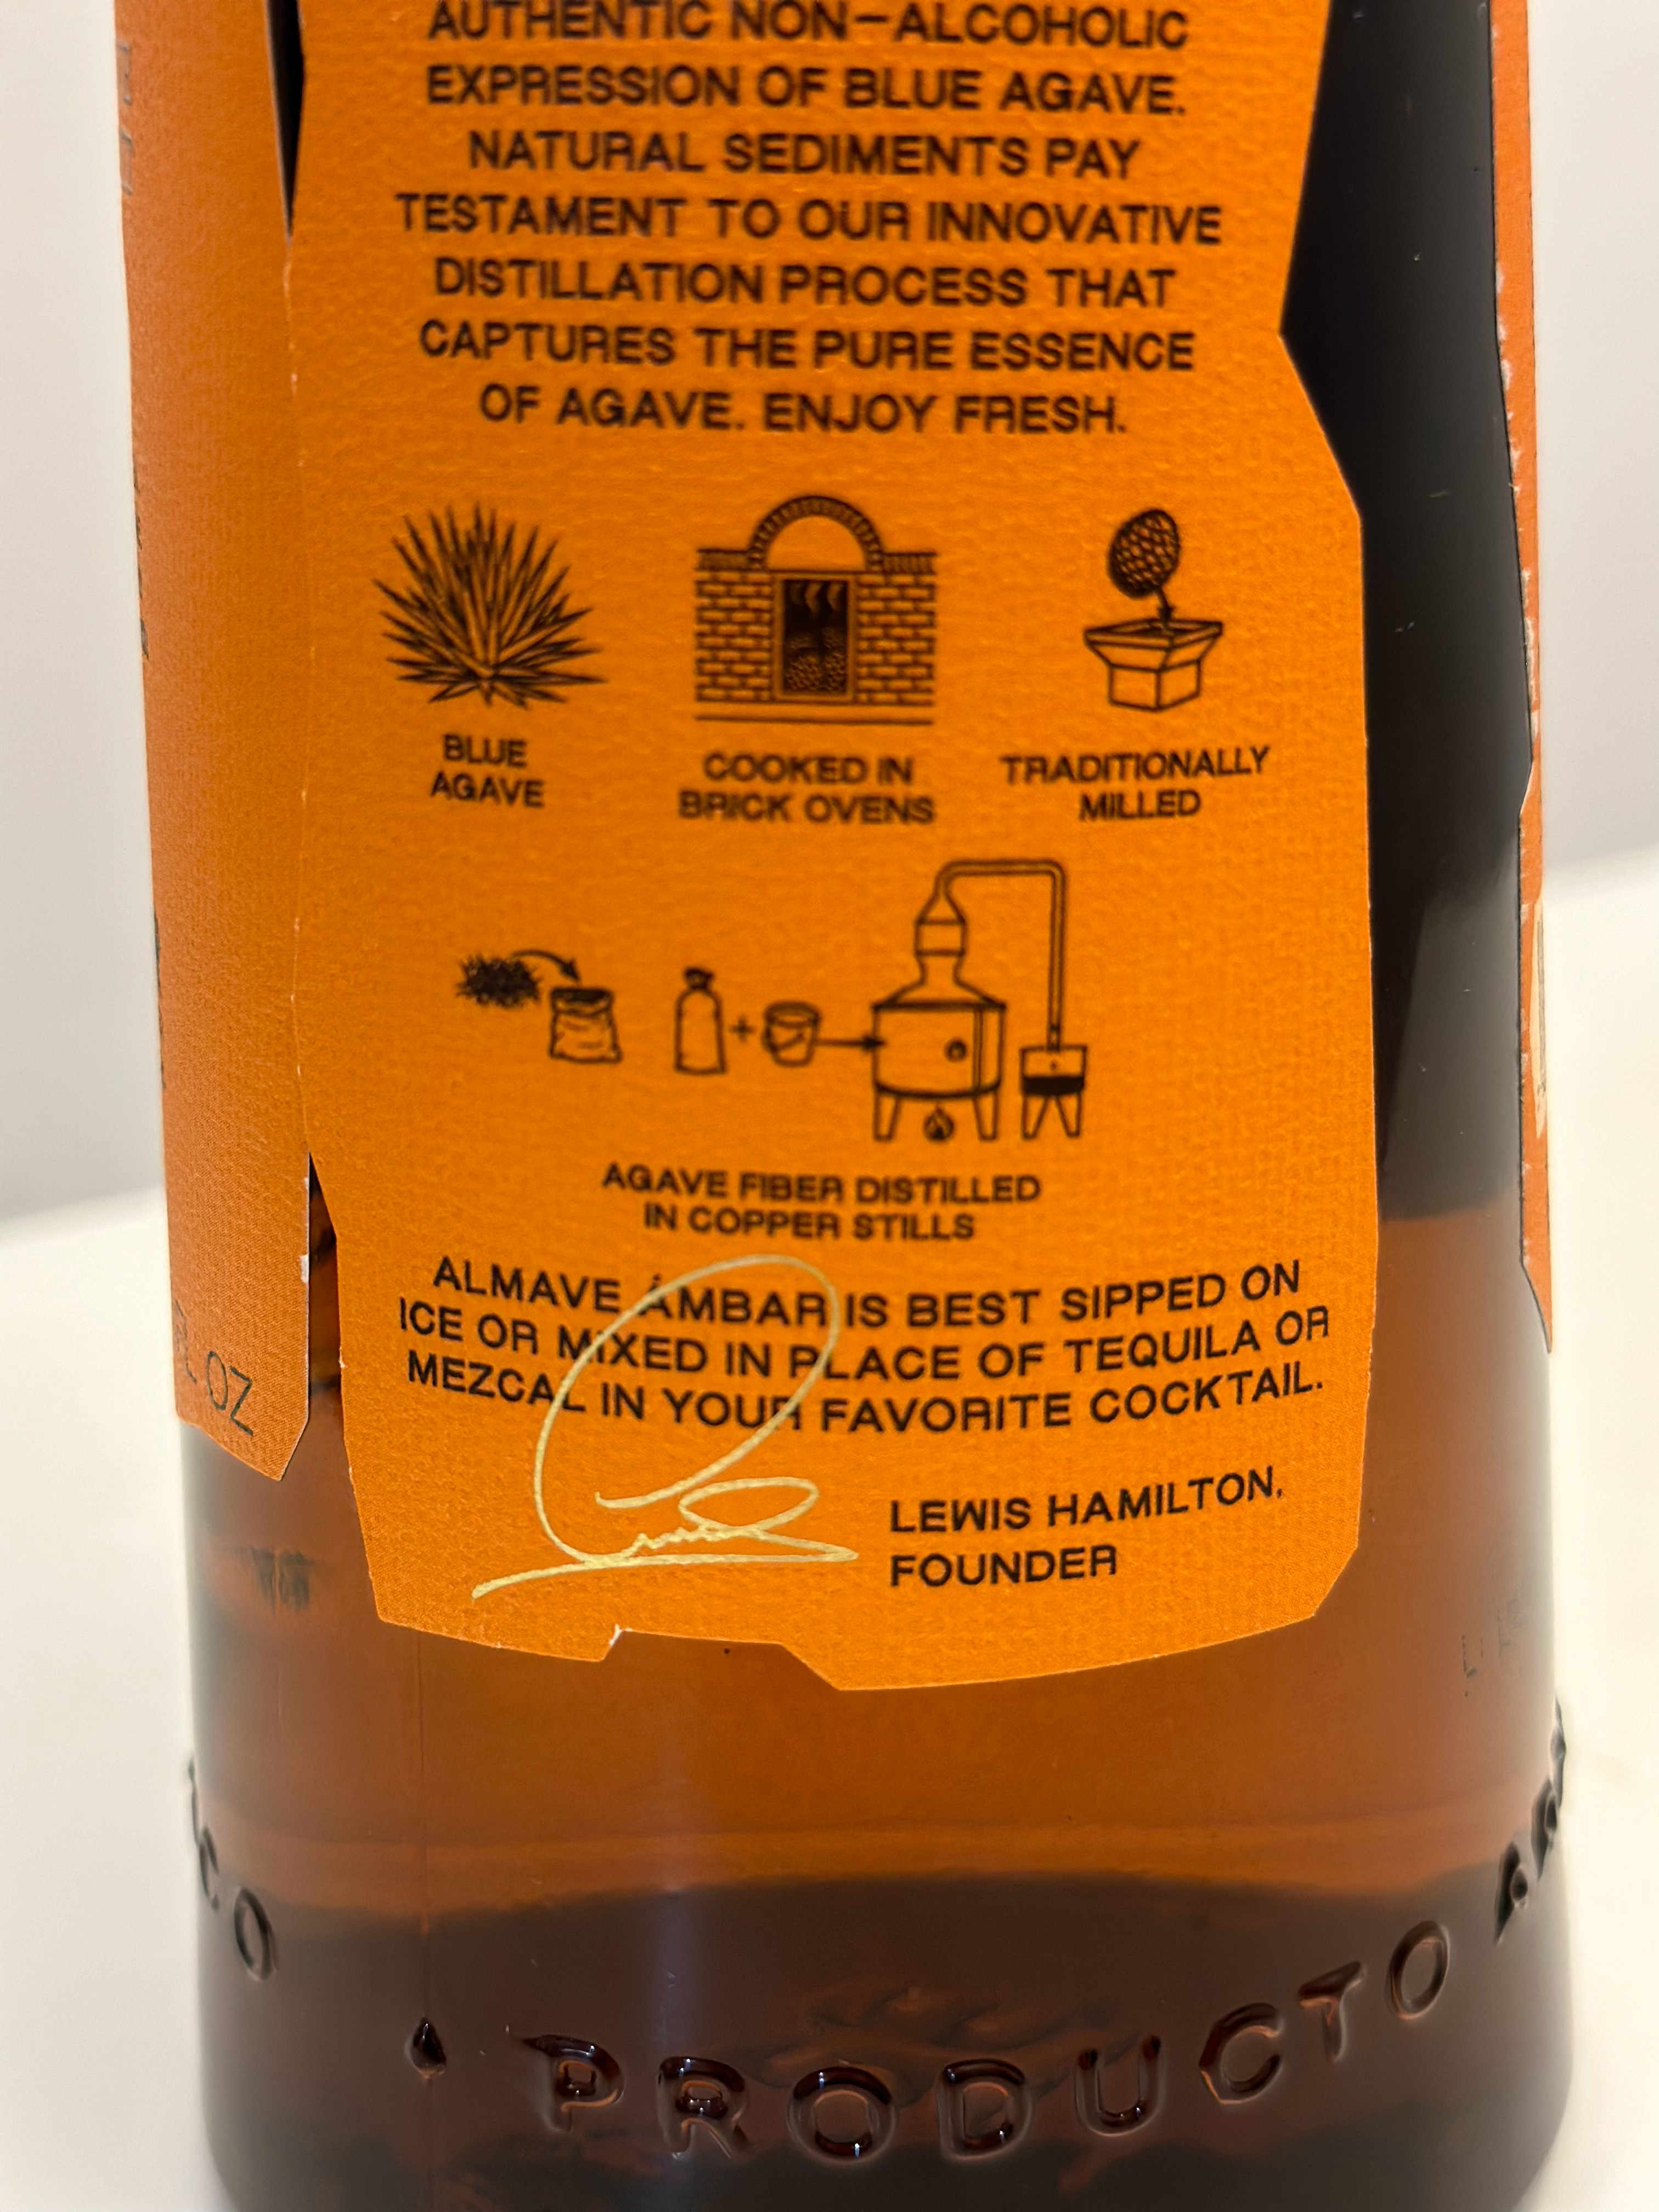 AUTHENTIC NON-ALCOHOLIC
EXPRESSION OF BLUE AGAVE.
NATURAL SEDIMENTS PAY
TESTAMENT TO OUR INNOVATIVE
DISTILLATION PROCESS THAT
CAPTURES THE PURE ESSENCE
OF AGAVE. ENJOY FRESH.
BLUE
AGAVE
COOKED IN
BRICK OVENS
TRADITIONALLY
MILLED
+
AGAVE FIBER DISTILLED
IN COPPER STILLS
ALMAVE ÁMBAR IS BEST SIPPED ON
ICE OR MIXED IN PLACE OF TEQUILA OR
MEZCAL IN YOUR FAVORITE COCKTAIL.
LEWIS HAMILTON,
FOUNDER
OZ
PRODUCTO